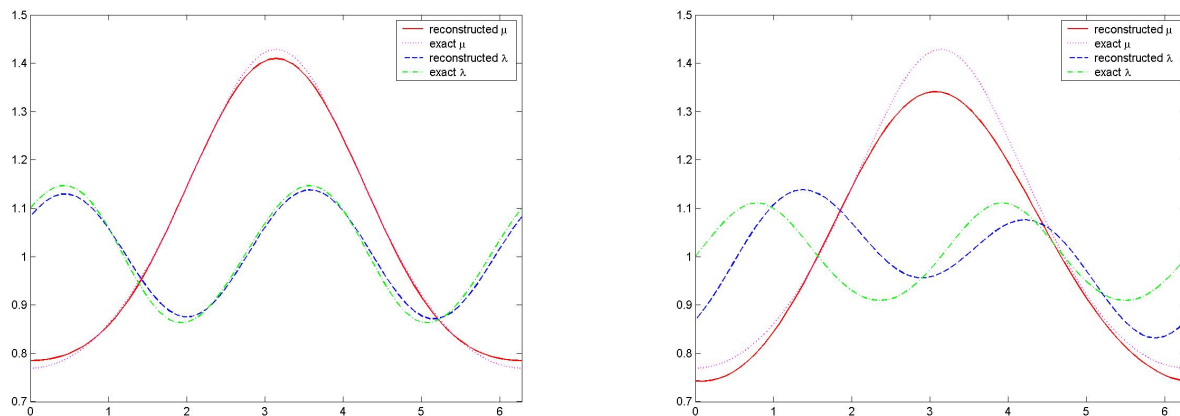 1.5
1.4
1.3
1.2
1.1
1
0.9
0.8
0.7
0 1 2 3 4 5 6
reconstructed μ
exact μ
reconstructed λ
exact λ
1.5
1.4
1.3
1.2
1.1
1
0.9
0.8
0.7
0 1 2 3 4 5 6
reconstructed μ
exact μ
reconstructed λ
exact λ